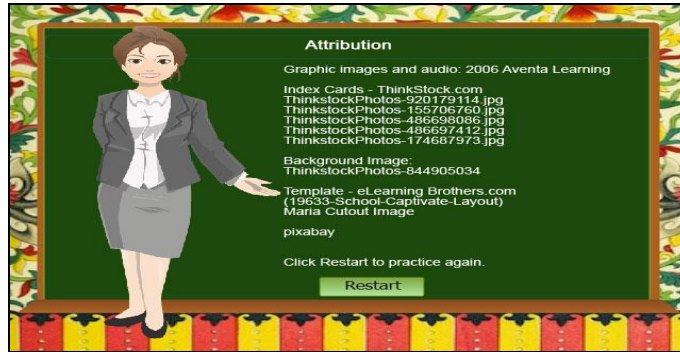 Attribution
Graphic images and audio: 2006 Aventa Learning
Index Cards - ThinkStock.com
ThinkstockPhotos-920179114.jpg
ThinkstockPhotos-155706760.jpg
ThinkstockPhotos-486698086.jpg
ThinkstockPhotos-486697412.jpg
ThinkstockPhotos-174687973.jpg
Background Image:
ThinkstockPhotos-844905034
Template - eLearning Brothers.com
(19633-School-Captivate-Layout)
Maria Cutout Image
pixabay
Click Restart to practice again.
Restart